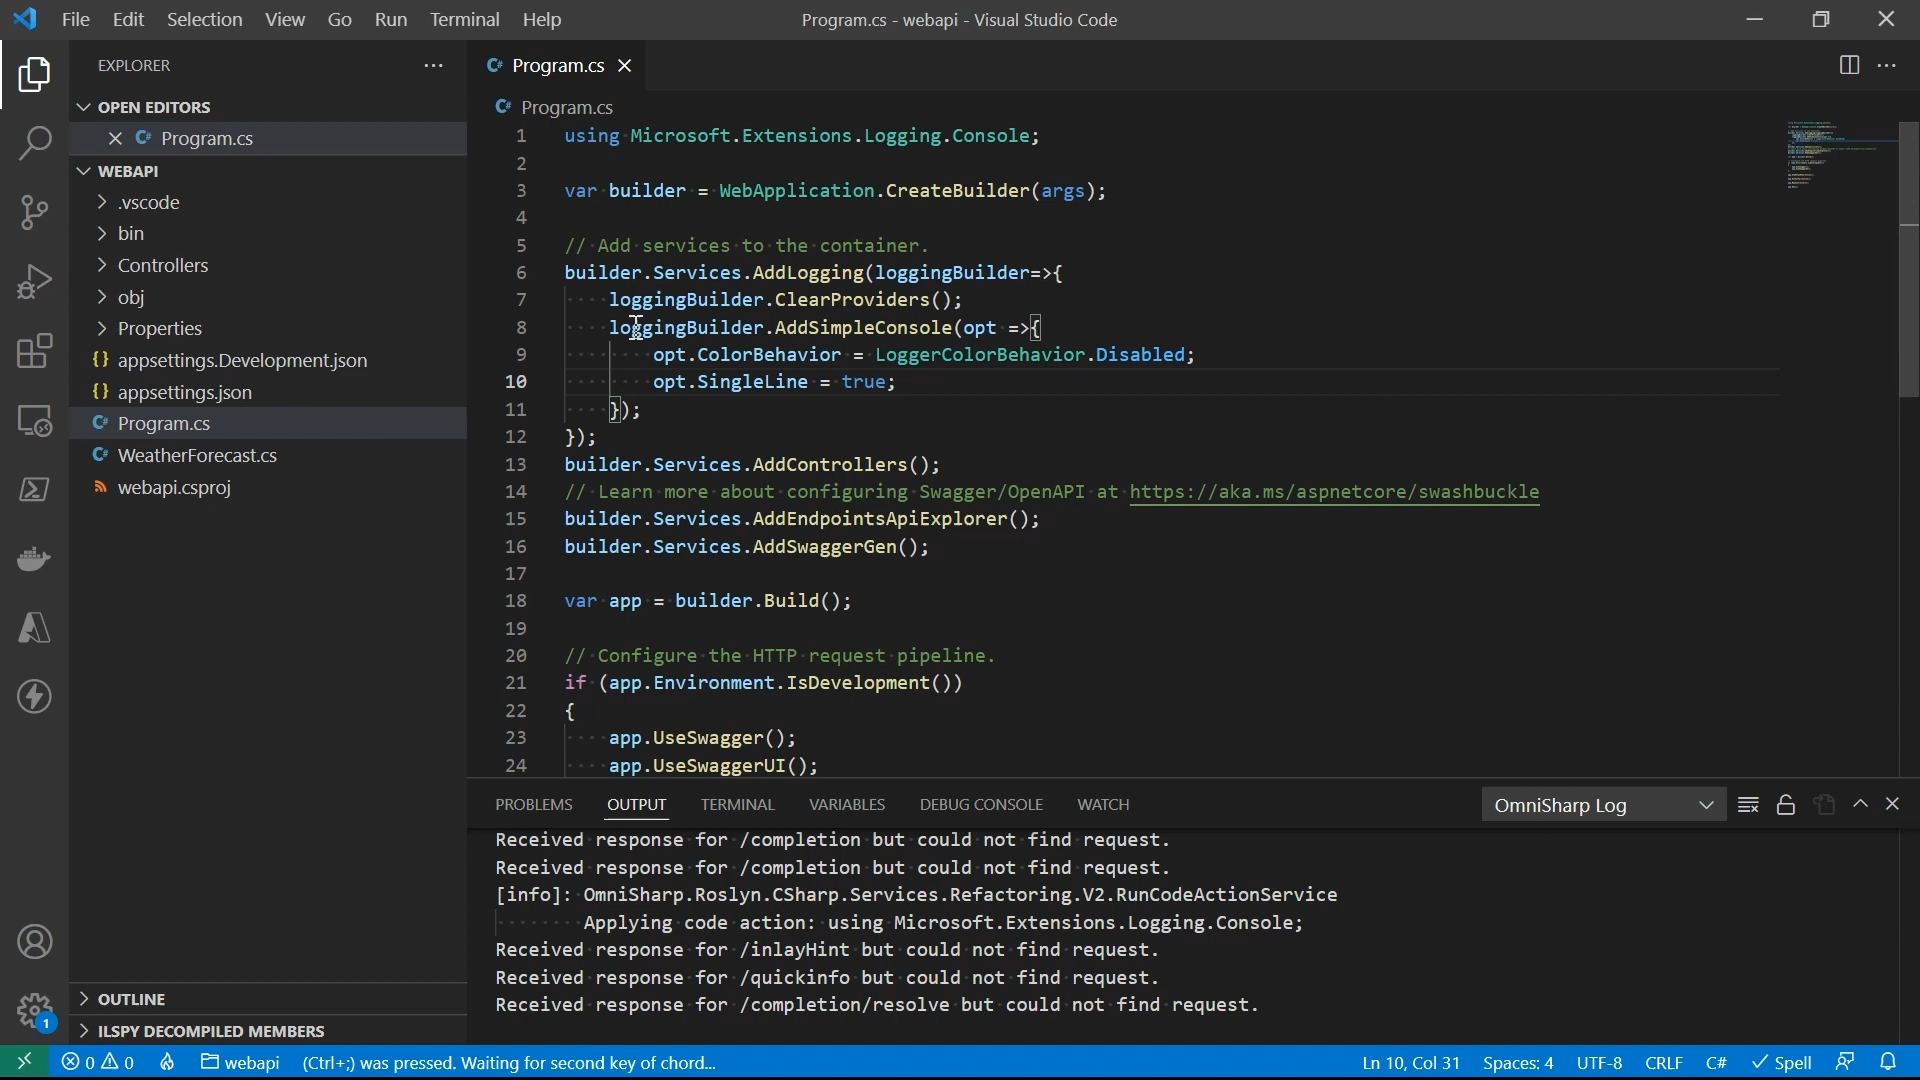 File Edit Selection View Go Run Terminal Help
Program.cs - webapi - Visual Studio Code
EXPLORER
OPEN EDITORS
Program.cs
WEBAPI
.vscode
bin
Controllers
obj
Properties
appsettings.Development.json
appsettings.json
Program.cs
WeatherForecast.cs
webapi.csproj
OUTLINE
ILSPY DECOMPILED MEMBERS
Program.cs
Program.cs
1 using Microsoft.Extensions.Logging.Console;
2
3 var builder = WebApplication.CreateBuilder(args);
4
5 // Add services to the container.
6 builder.Services.AddLogging(loggingBuilder=>{
7 loggingBuilder.ClearProviders();
8 loggingBuilder.AddSimpleConsole(opt =>{
9 opt.ColorBehavior = LoggerColorBehavior.Disabled;
10 opt.SingleLine = true;
11 });
12 });
13 builder.Services.AddControllers();
14 // Learn more about configuring Swagger/OpenAPI at https://aka.ms/aspnetcore/swashbuckle
15 builder.Services.AddEndpointsApiExplorer();
16 builder.Services.AddSwaggerGen();
17
18 var app = builder.Build();
19
20 // Configure the HTTP request pipeline.
21 if (app.Environment.IsDevelopment())
22 {
23 app.UseSwagger();
24 app.UseSwaggerUI();
PROBLEMS OUTPUT TERMINAL VARIABLES DEBUG CONSOLE WATCH
OmniSharp Log
Received response for /completion but could not find request.
Received response for /completion but could not find request.
[info]: OmniSharp.Roslyn.CSharp.Services.Refactoring.V2.RunCodeActionService
Applying code action: using Microsoft.Extensions.Logging.Console;
Received response for /inlayHint but could not find request.
Received response for /quickinfo but could not find request.
Received response for /completion/resolve but could not find request.
1
0 0 webapi (Ctrl+;) was pressed. Waiting for second key of chord...
Ln 10, Col 31 Spaces: 4 UTF-8 CRLF C# Spell